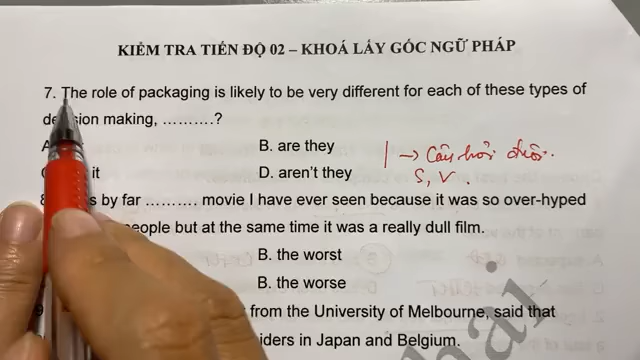 KIỂM TRA TIẾN ĐỘ 02 – KHOÁ LẤY GỐC NGỮ PHÁP
7. The role of packaging is likely to be very different for each of these types of
making, ……….?
B. are they
it
D. aren’t they
1 → Câu hỏi đuôi.
S, V.
by far ………. movie I have ever seen because it was so over-hyped
but at the same time it was a really dull film.
B. the worst
B. the worse
from the University of Melbourne, said that
in Japan and Belgium.